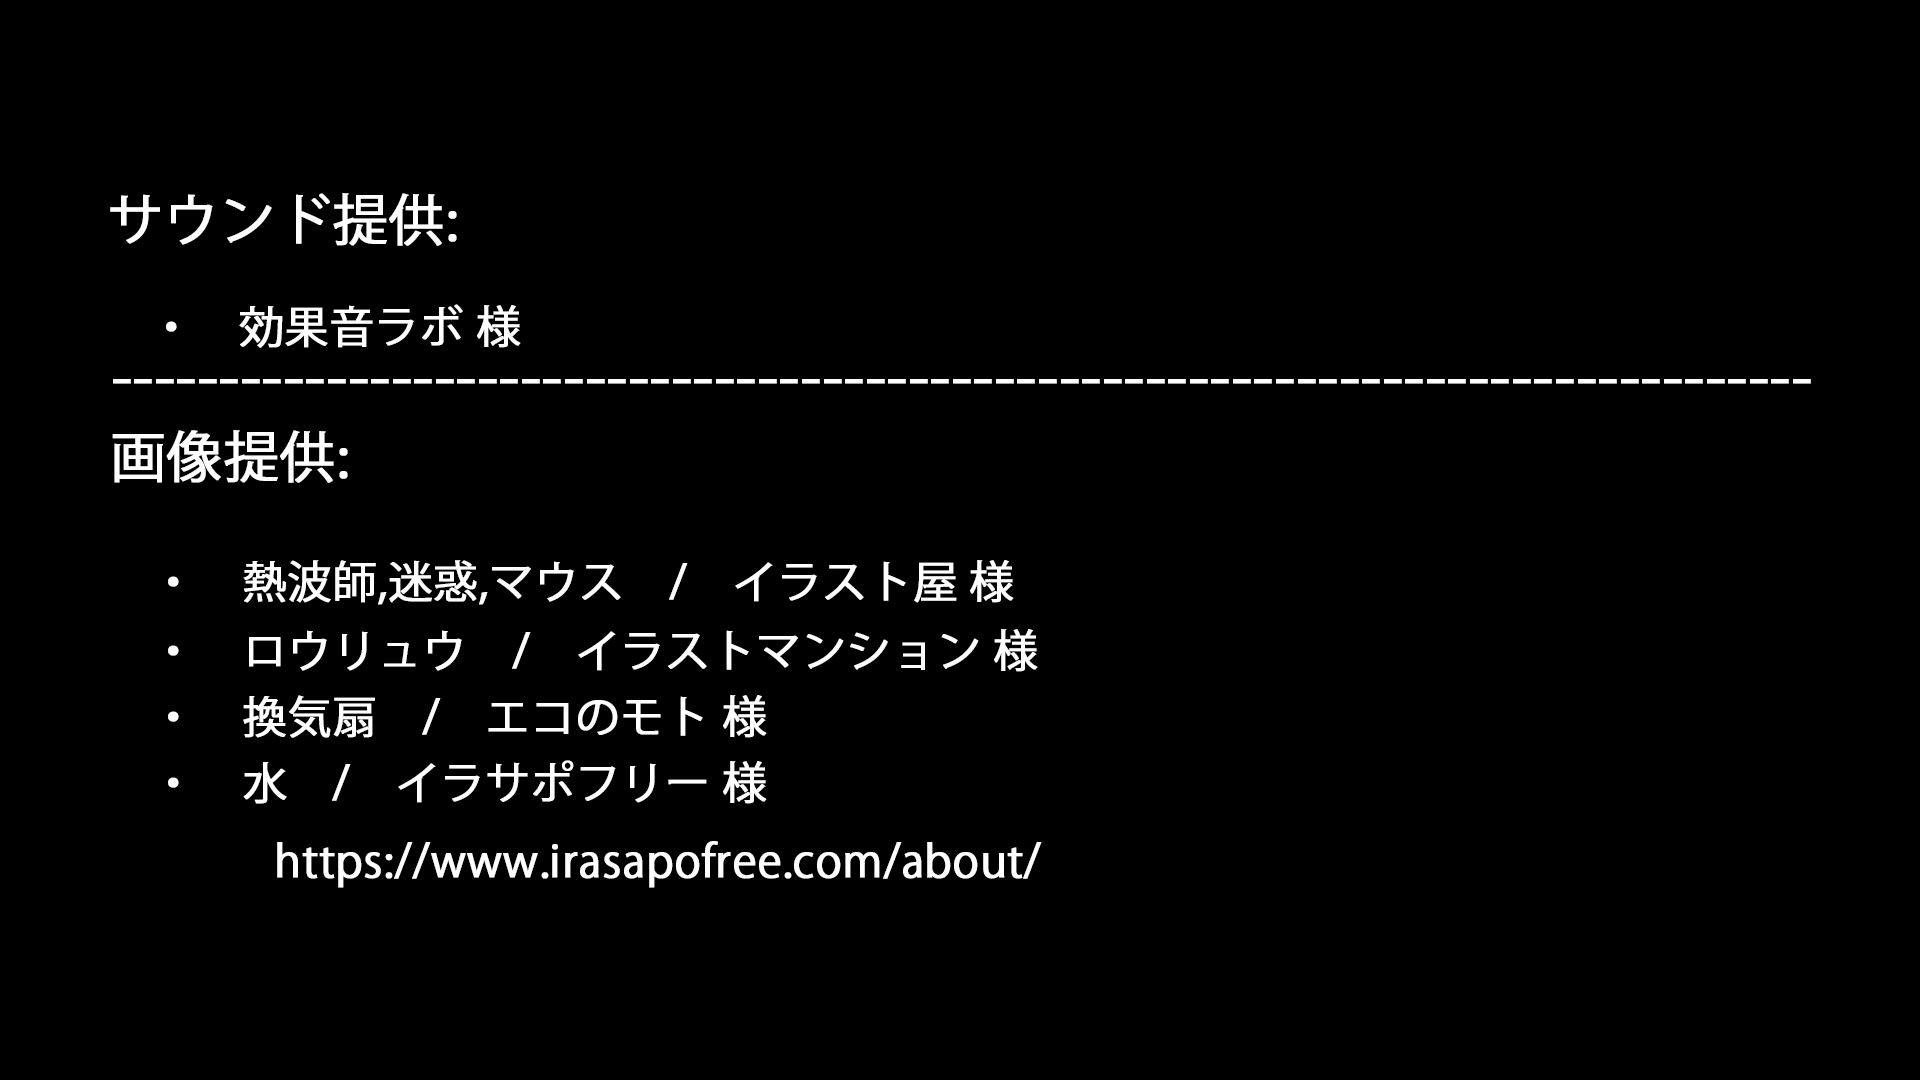 サウンド提供:
・　効果音ラボ 様
-------------------------------------------------------------------------------
画像提供:
・　熱波師,迷惑,マウス　/　イラスト屋 様
・　ロウリュウ　/　イラストマンション 様
・　換気扇　/　エコのモト 様
・　水　/　イラサポフリー 様
https://www.irasapofree.com/about/